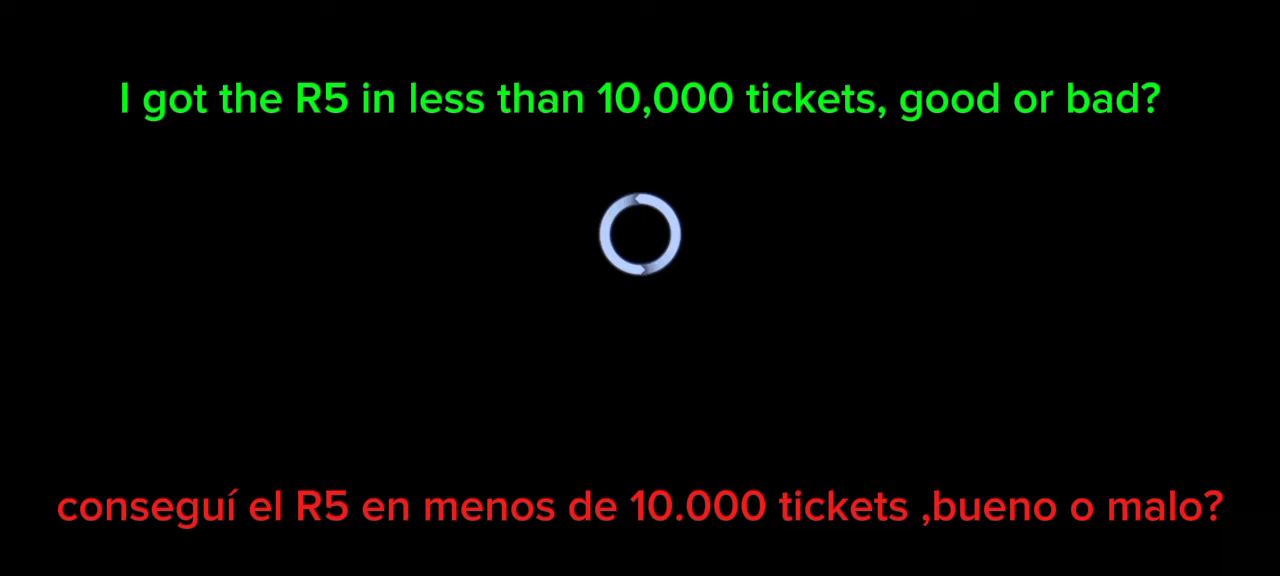 I got the R5 in less than 10,000 tickets, good or bad?
conseguí el R5 en menos de 10.000 tickets ,bueno o malo?